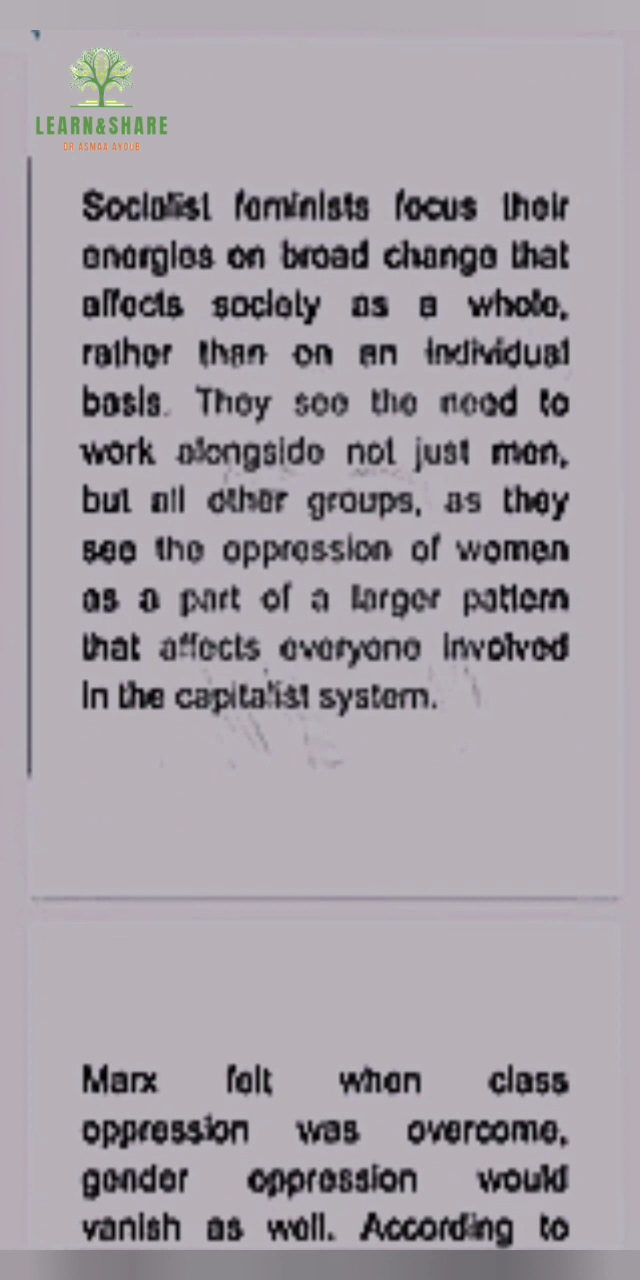 LEARN&SHARE
DR ASMAA AYOUB
Socialist feminists focus their
energies on broad change that
affects society as a whole,
rather than on an individual
basis. They see the need to
work alongside not just men,
but all other groups, as they
see the oppression of women
as a part of a larger pattern
that affects everyone involved
in the capitalist system.
Marx felt when class
oppression was overcome,
gender oppression would
vanish as well. According to